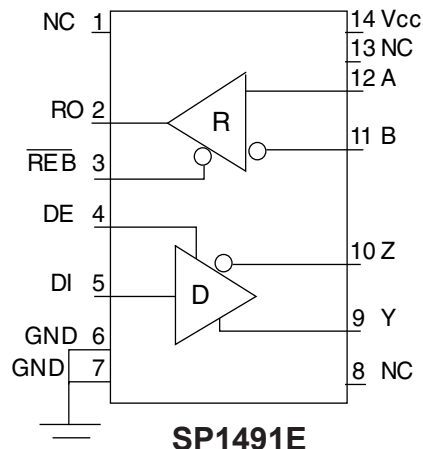 NC 1
RO 2
REB 3
DE 4
DI 5
GND 6
GND 7
14 Vcc
13 NC
12 A
11 B
10 Z
9 Y
8 NC
R
D
SP1491E